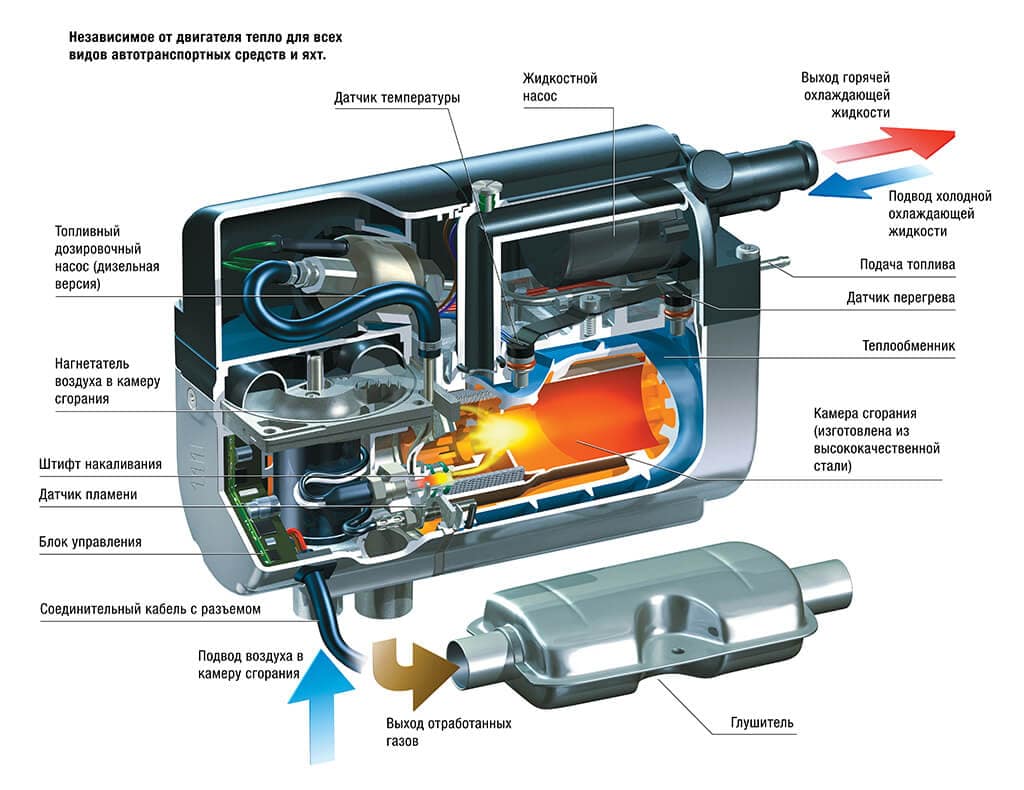 Независимое от двигателя тепло для всех
видов автотранспортных средств и яхт.
Датчик температуры
Жидкостной
насос
Выход горячей
охлаждающей
жидкости
Подвод холодной
охлаждающей
жидкости
Подача топлива
Датчик перегрева
Теплообменник
Камера сгорания
(изготовлена из
высококачественной
стали)
Топливный
дозировочный
насос (дизельная
версия)
Нагнетатель
воздуха в камеру
сгорания
Штифт накаливания
Датчик пламени
Блок управления
Соединительный кабель с разъемом
Подвод воздуха в
камеру сгорания
Выход отработанных
газов
Глушитель